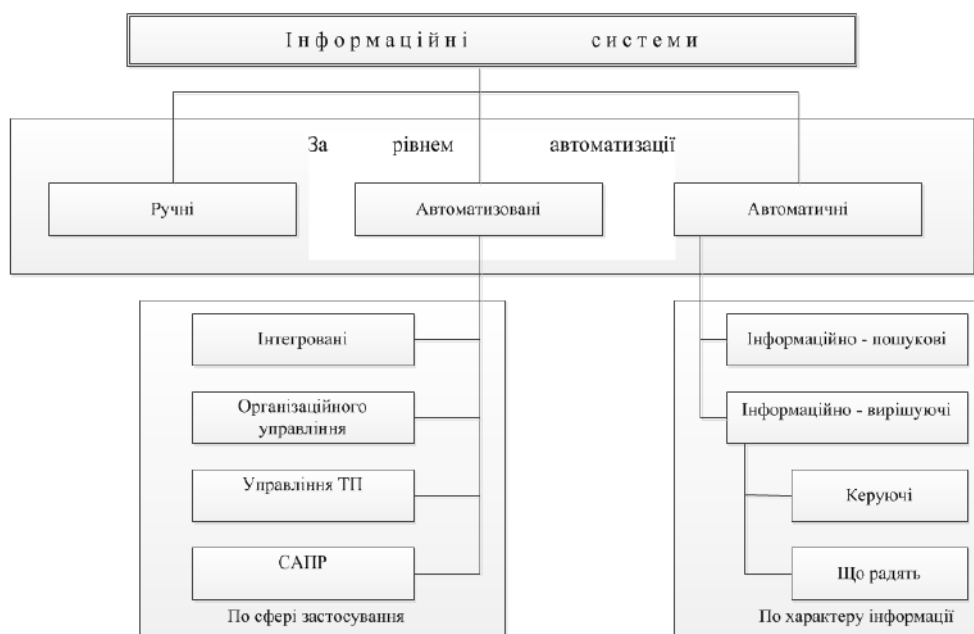 Інформаційні системи
За рівнем автоматизації
Ручні
Автоматизовані
Автоматичні
Інтегровані
Організаційного
управління
Управління ТП
САПР
По сфері застосування
Інформаційно - пошукові
Інформаційно - вирішуючі
Керуючі
Що радять
По характеру інформації